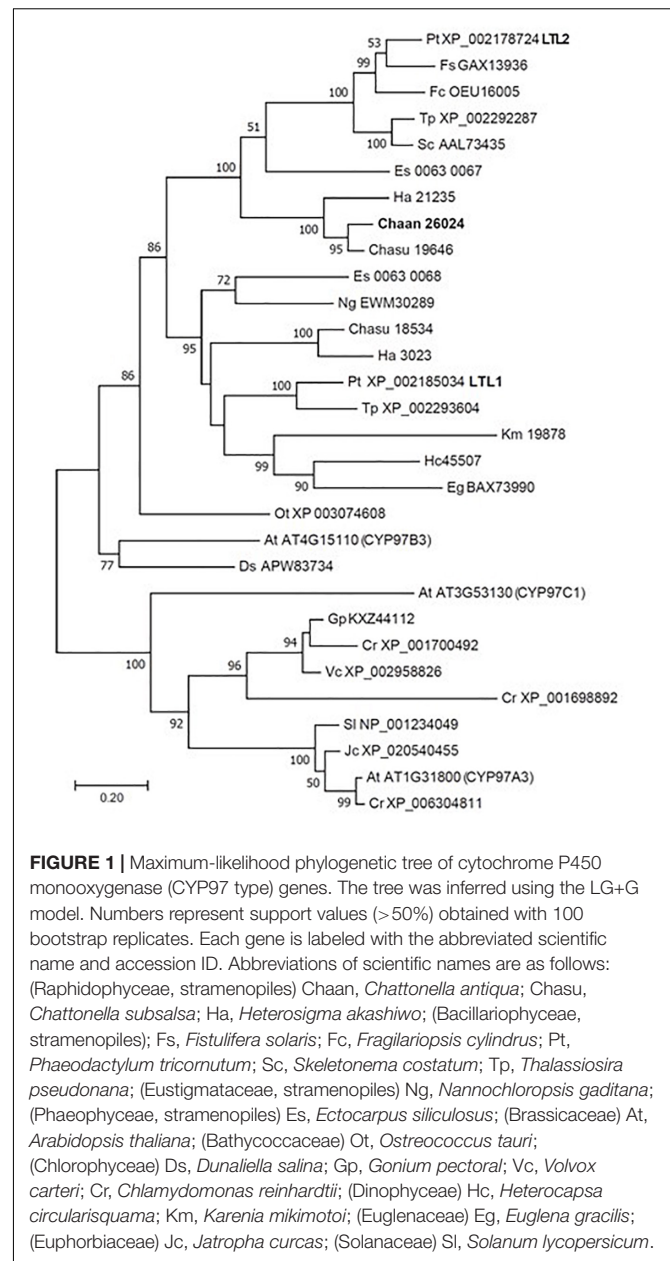 53
Pt XP_002178724 LTL2
99
Fs GAX13936
100
Fc OEU16005
Tp XP_002292287
100
Sc AAL73435
51
Es 0063 0067
100
Ha 21235
100
Chaan 26024
95
Chasu 19646
86
72
Es 0063 0068
Ng EWM30289
95
100
Chasu 18534
Ha 3023
86
100
Pt XP_002185034 LTL1
Tp XP_002293604
Km 19878
99
Hc45507
90
Eg BAX73990
Ot XP 003074608
At AT4G15110 (CYP97B3)
77
Ds APW83734
At AT3G53130 (CYP97C1)
100
Gp KXZ44112
94
Cr XP_001700492
96
Vc XP_002958826
Cr XP_001698892
92
Sl NP_001234049
100
Jc XP_020540455
50
At AT1G31800 (CYP97A3)
99
Cr XP_006304811
0.20
FIGURE 1 | Maximum-likelihood phylogenetic tree of cytochrome P450
monooxygenase (CYP97 type) genes. The tree was inferred using the LG+G
model. Numbers represent support values (>50%) obtained with 100
bootstrap replicates. Each gene is labeled with the abbreviated scientific
name and accession ID. Abbreviations of scientific names are as follows:
(Raphidophyceae, stramenopiles) Chaan, Chattonella antiqua; Chasu,
Chattonella subsalsa; Ha, Heterosigma akashiwo; (Bacillariophyceae,
stramenopiles); Fs, Fistulifera solaris; Fc, Fragilariopsis cylindrus; Pt,
Phaeodactylum tricornutum; Sc, Skeletonema costatum; Tp, Thalassiosira
pseudonana; (Eustigmataceae, stramenopiles) Ng, Nannochloropsis gaditana;
(Phaeophyceae, stramenopiles) Es, Ectocarpus siliculosus; (Brassicaceae) At,
Arabidopsis thaliana; (Bathycoccaceae) Ot, Ostreococcus tauri;
(Chlorophyceae) Ds, Dunaliella salina; Gp, Gonium pectoral; Vc, Volvox
carteri; Cr, Chlamydomonas reinhardtii; (Dinophyceae) Hc, Heterocapsa
circularisquama; Km, Karenia mikimotoi; (Euglenaceae) Eg, Euglena gracilis;
(Euphorbiaceae) Jc, Jatropha curcas; (Solanaceae) Sl, Solanum lycopersicum.